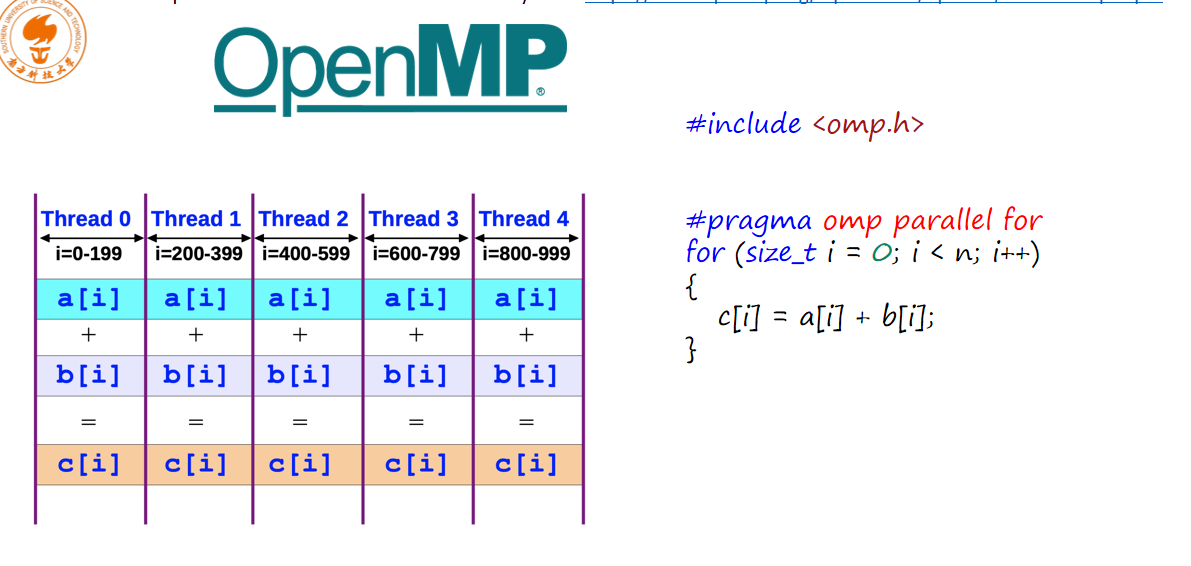 SOUTHERN UNIVERSITY OF SCIENCE AND TECHNOLOGY
南方科技大学
OpenMP®
#include <omp.h>
Thread 0 Thread 1 Thread 2 Thread 3 Thread 4
i=0-199 i=200-399 i=400-599 i=600-799 i=800-999
a[i] a[i] a[i] a[i] a[i]
+ + + + +
b[i] b[i] b[i] b[i] b[i]
= = = = =
c[i] c[i] c[i] c[i] c[i]
#pragma omp parallel for
for (size_t i = 0; i < n; i++)
{
c[i] = a[i] + b[i];
}